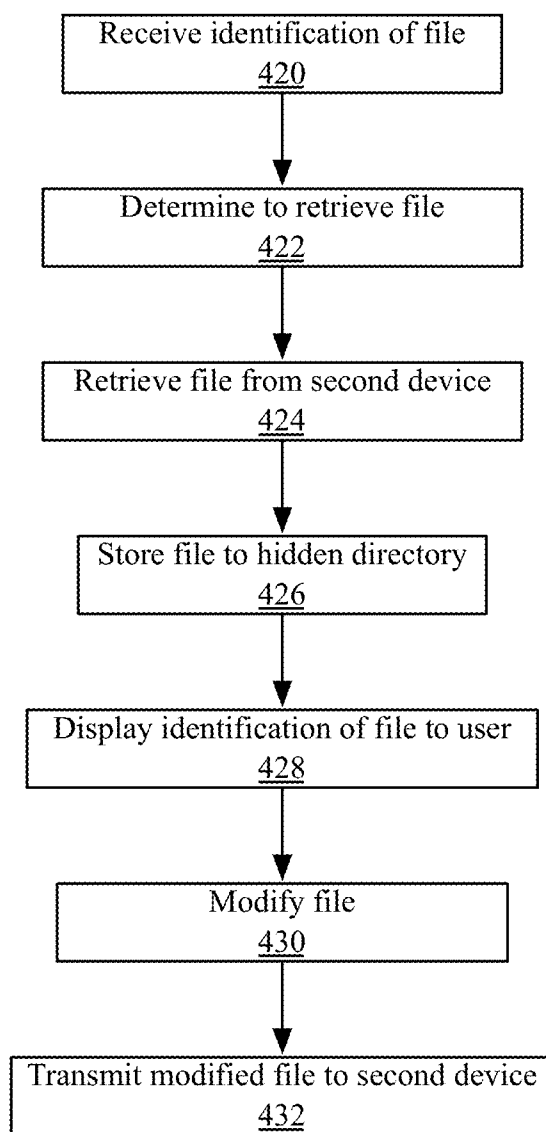 Receive identification of file
420
Determine to retrieve file
422
Retrieve file from second device
424
Store file to hidden directory
426
Display identification of file to user
428
Modify file
430
Transmit modified file to second device
432